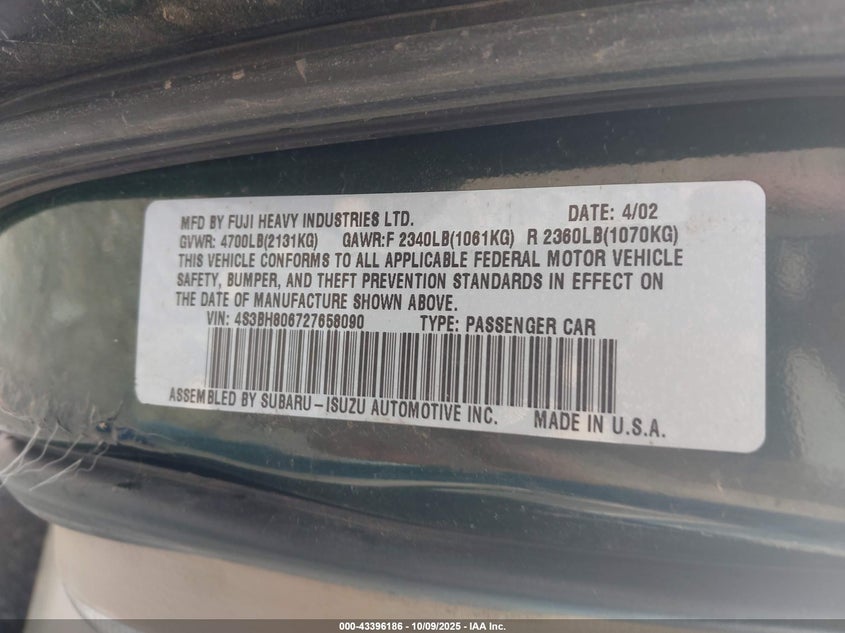 MFD BY FUJI HEAVY INDUSTRIES LTD. DATE: 4/02
GVWR: 4700LB(2131KG) GAWR:F 2340LB(1061KG) R 2360LB(1070KG)
THIS VEHICLE CONFORMS TO ALL APPLICABLE FEDERAL MOTOR VEHICLE
SAFETY, BUMPER, AND THEFT PREVENTION STANDARDS IN EFFECT ON
THE DATE OF MANUFACTURE SHOWN ABOVE.
VIN: 4S3BH806727658090 TYPE: PASSENGER CAR
ASSEMBLED BY SUBARU-ISUZU AUTOMOTIVE INC. MADE IN U.S.A.
000-43396186 - 10/09/2025 - IAA Inc.